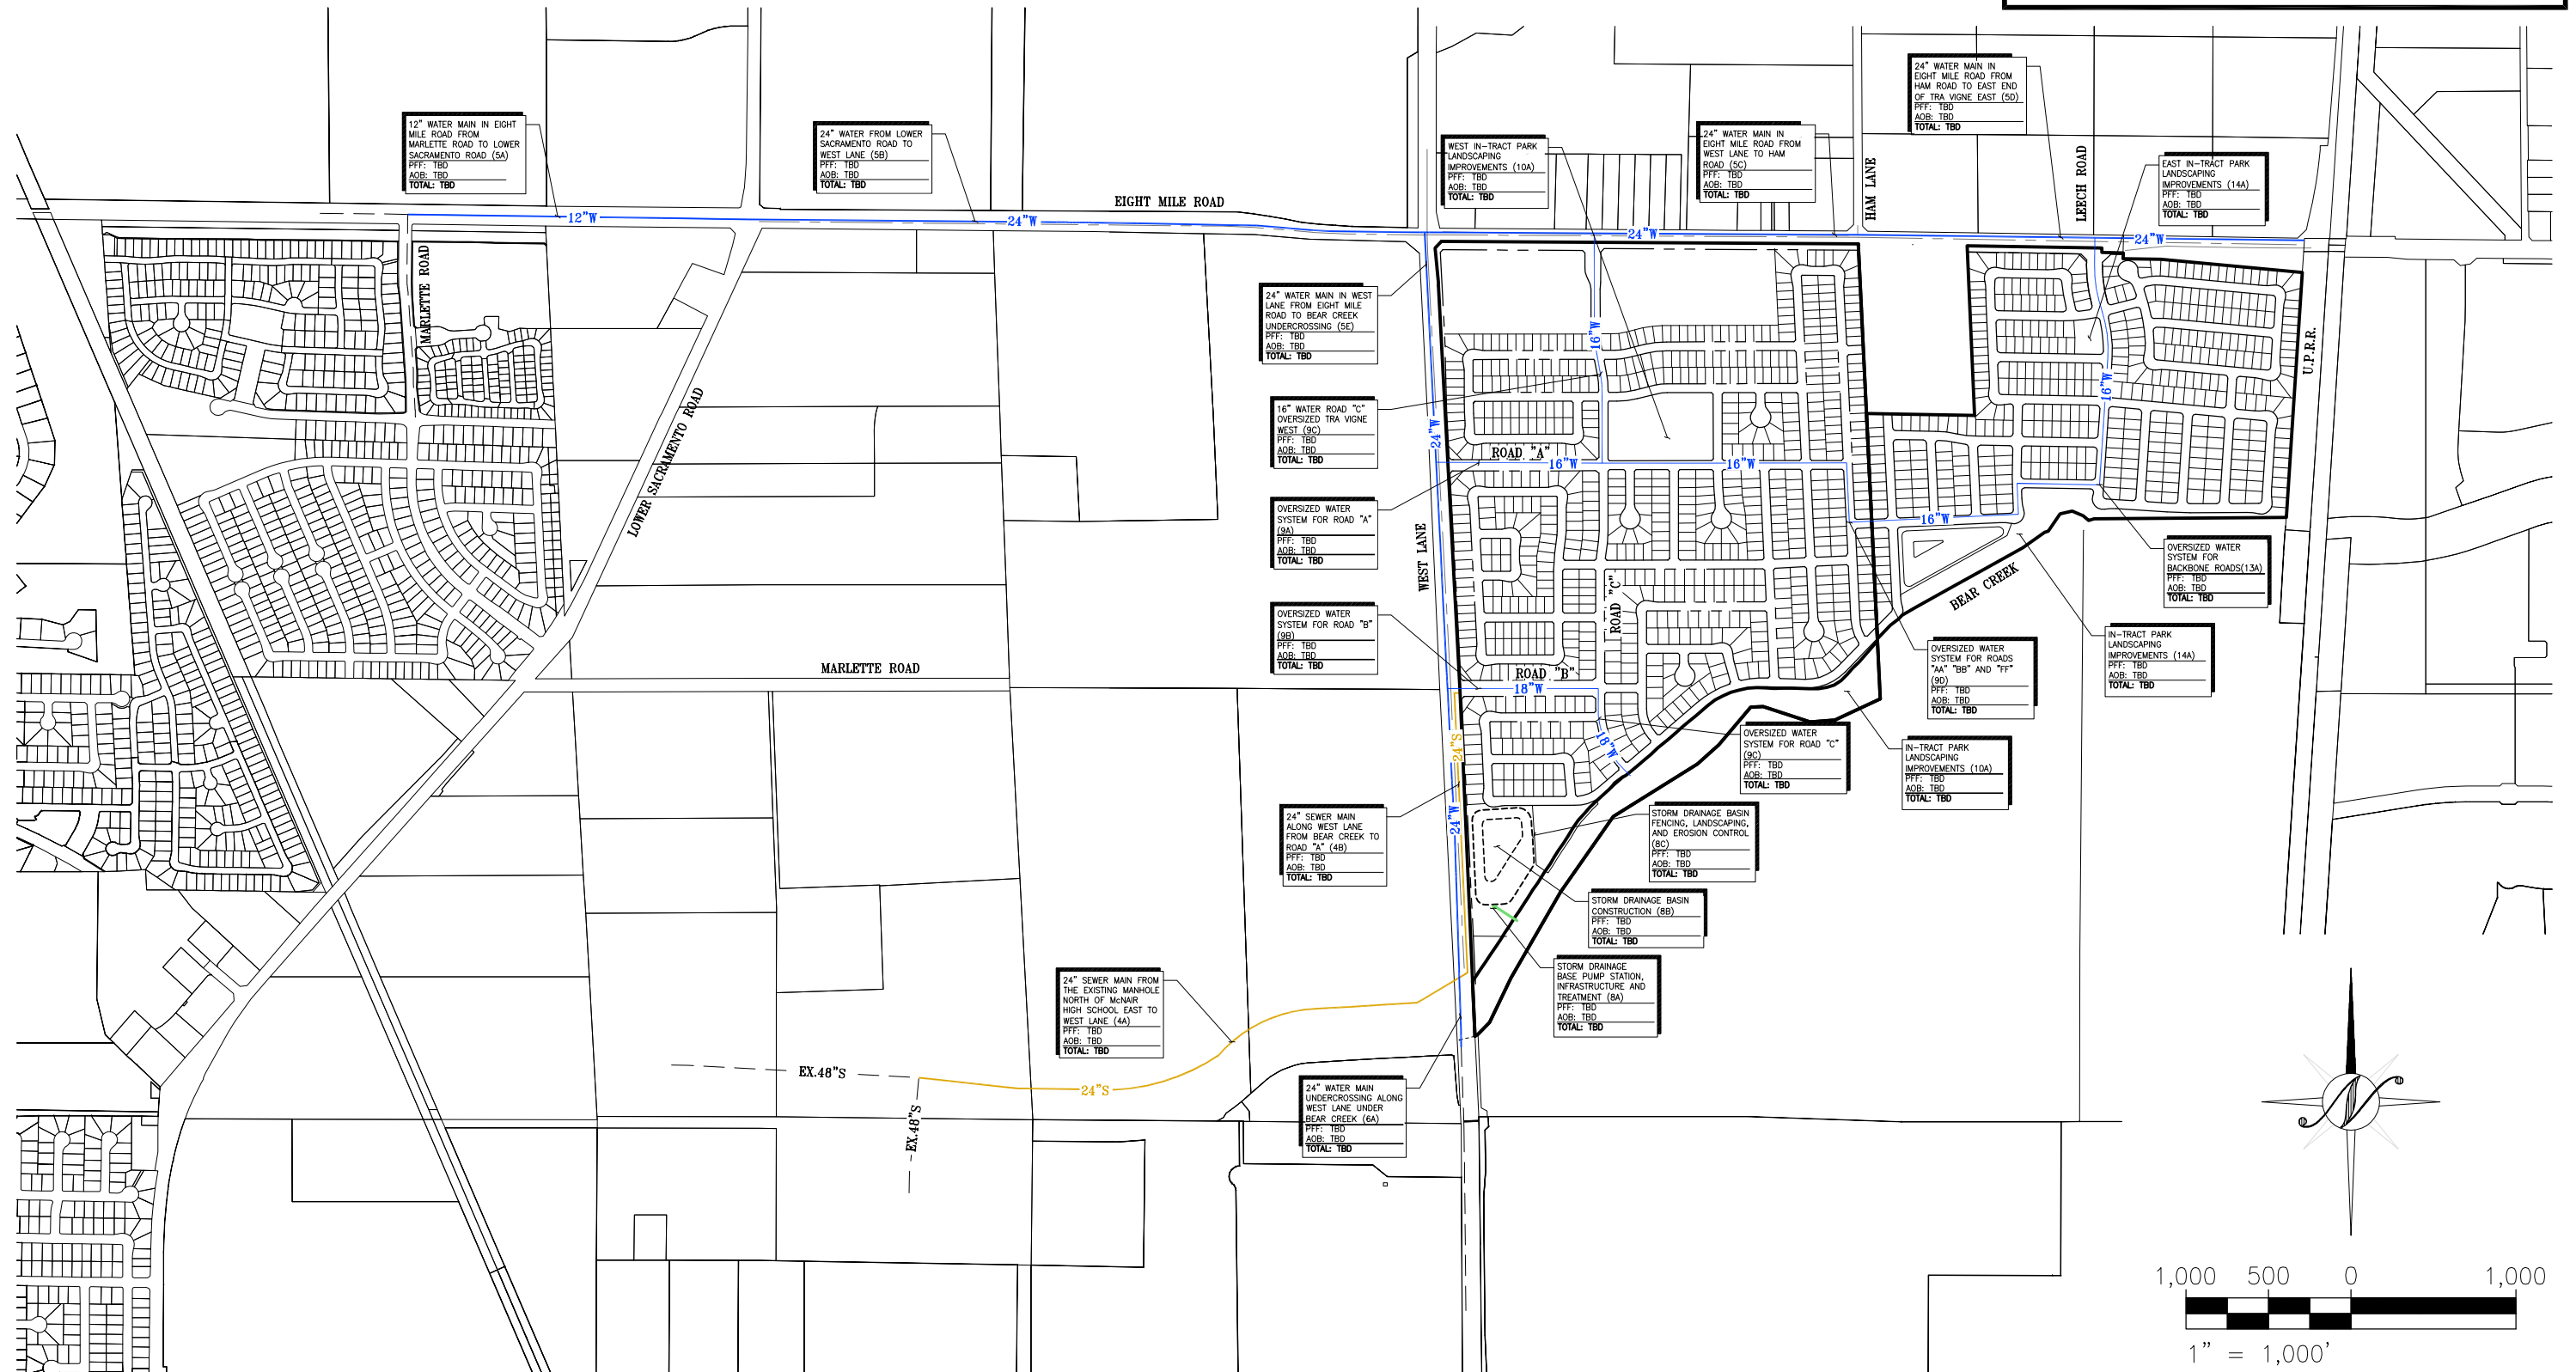 24" WATER MAIN IN
EIGHT MILE ROAD FROM
HAM ROAD TO EAST END
OF TRA VIGNE EAST (5D)
PFF: TBD
AOB: TBD
TOTAL: TBD
12" WATER MAIN IN EIGHT
MILE ROAD FROM
MARLETTE ROAD TO LOWER
SACRAMENTO ROAD (5A)
PFF: TBD
AOB: TBD
TOTAL: TBD
24" WATER FROM LOWER
SACRAMENTO ROAD TO
WEST LANE (5B)
PFF: TBD
AOB: TBD
TOTAL: TBD
WEST IN-TRACT PARK
LANDSCAPING
IMPROVEMENTS (10A)
PFF: TBD
AOB: TBD
TOTAL: TBD
24" WATER MAIN IN
EIGHT MILE ROAD FROM
WEST LANE TO HAM
ROAD (5C)
PFF: TBD
AOB: TBD
TOTAL: TBD
HAM LANE
LEECH ROAD
EAST IN-TRACT PARK
LANDSCAPING
IMPROVEMENTS (14A)
PFF: TBD
AOB: TBD
TOTAL: TBD
EIGHT MILE ROAD
12"W
24"W
24"W
24"W
MARLETTE ROAD
24" WATER MAIN IN WEST
LANE FROM EIGHT MILE
ROAD TO BEAR CREEK
UNDERCROSSING (5E)
PFF: TBD
AOB: TBD
TOTAL: TBD
16"W
16"W
U.P.R.R.
LOWER SACRAMENTO ROAD
16" WATER ROAD "C"
OVERSIZED TRA VIGNE
WEST (9C)
PFF: TBD
AOB: TBD
TOTAL: TBD
24"W
ROAD "A"
16"W
16"W
16"W
OVERSIZED WATER
SYSTEM FOR ROAD "A"
(9A)
PFF: TBD
AOB: TBD
TOTAL: TBD
WEST LANE
OVERSIZED WATER
SYSTEM FOR
BACKBONE ROADS(13A)
PFF: TBD
AOB: TBD
TOTAL: TBD
BEAR CREEK
ROAD "C"
OVERSIZED WATER
SYSTEM FOR ROAD "B"
(9B)
PFF: TBD
AOB: TBD
TOTAL: TBD
IN-TRACT PARK
LANDSCAPING
IMPROVEMENTS (14A)
PFF: TBD
AOB: TBD
TOTAL: TBD
OVERSIZED WATER
SYSTEM FOR ROADS
"AA" "BB" AND "FF"
(9D)
PFF: TBD
AOB: TBD
TOTAL: TBD
MARLETTE ROAD
ROAD "B"
18"W
18"W
24"S
24"W
OVERSIZED WATER
SYSTEM FOR ROAD "C"
(9C)
PFF: TBD
AOB: TBD
TOTAL: TBD
IN-TRACT PARK
LANDSCAPING
IMPROVEMENTS (10A)
PFF: TBD
AOB: TBD
TOTAL: TBD
24" SEWER MAIN
ALONG WEST LANE
FROM BEAR CREEK TO
ROAD "A" (4B)
PFF: TBD
AOB: TBD
TOTAL: TBD
STORM DRAINAGE BASIN
FENCING, LANDSCAPING,
AND EROSION CONTROL
(8C)
PFF: TBD
AOB: TBD
TOTAL: TBD
STORM DRAINAGE BASIN
CONSTRUCTION (8B)
PFF: TBD
AOB: TBD
TOTAL: TBD
STORM DRAINAGE
BASE PUMP STATION,
INFRASTRUCTURE AND
TREATMENT (8A)
PFF: TBD
AOB: TBD
TOTAL: TBD
24" SEWER MAIN FROM
THE EXISTING MANHOLE
NORTH OF McNAIR
HIGH SCHOOL EAST TO
WEST LANE (4A)
PFF: TBD
AOB: TBD
TOTAL: TBD
EX.48"S
24"S
EX.48"S
24" WATER MAIN
UNDERCROSSING ALONG
WEST LANE UNDER
BEAR CREEK (6A)
PFF: TBD
AOB: TBD
TOTAL: TBD
1,000 500 0 1,000
1" = 1,000'